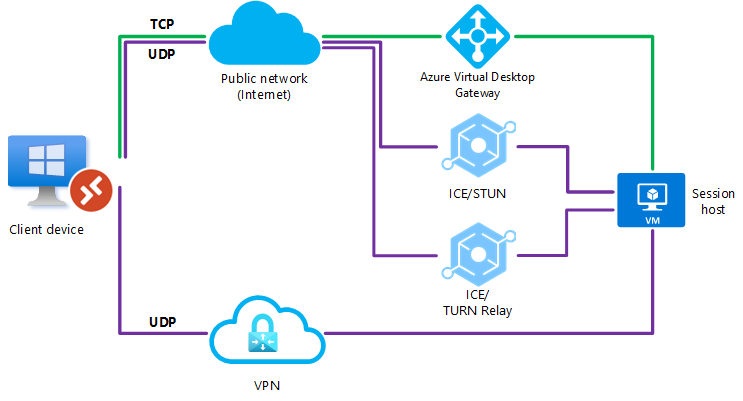 TCP
UDP
Public network
(Internet)
Azure Virtual Desktop
Gateway
ICE/STUN
Client device
VM
Session
host
ICE/
TURN Relay
UDP
VPN